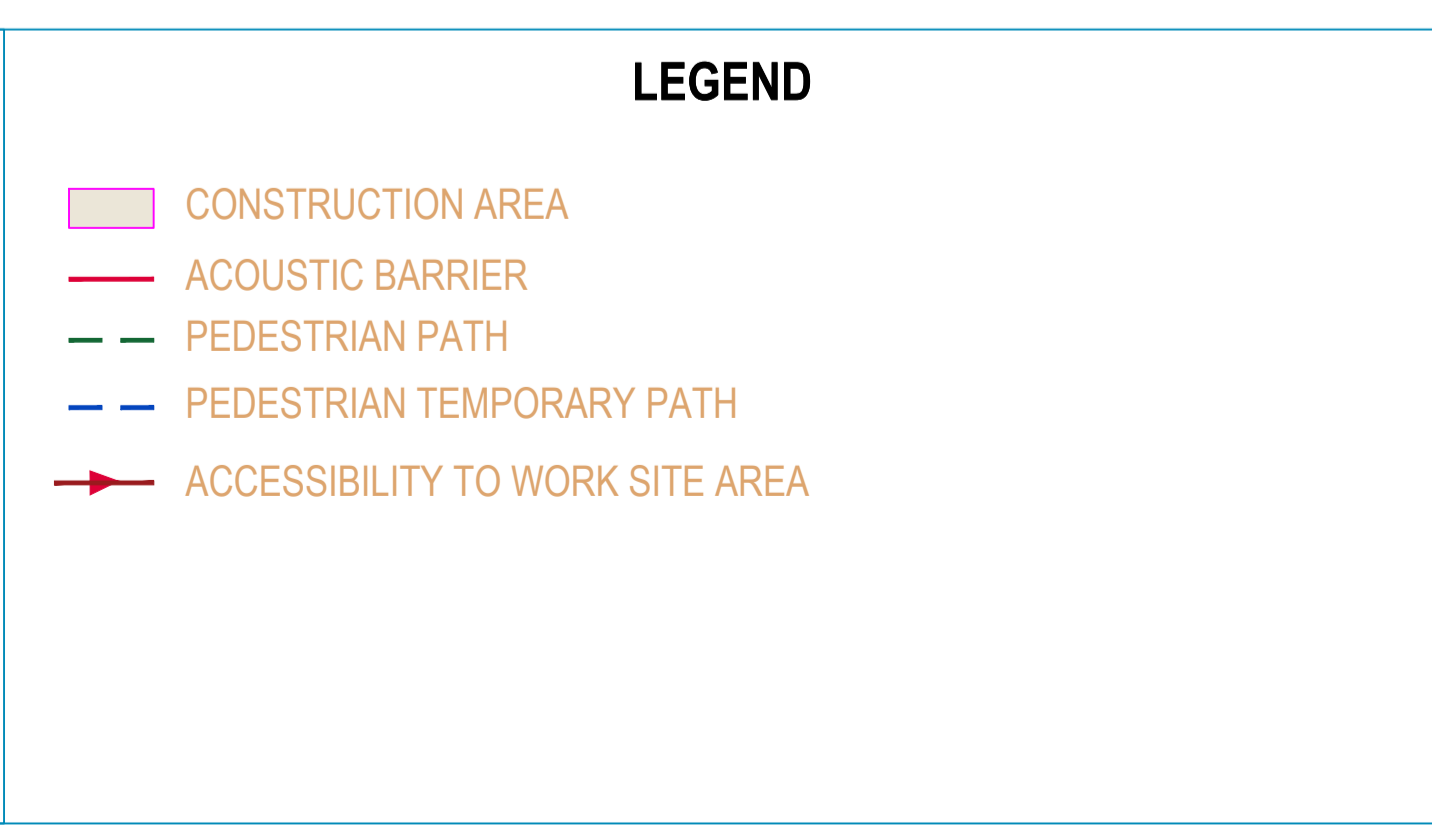 LEGEND
CONSTRUCTION AREA
ACOUSTIC BARRIER
PEDESTRIAN PATH
PEDESTRIAN TEMPORARY PATH
ACCESSIBILITY TO WORK SITE AREA